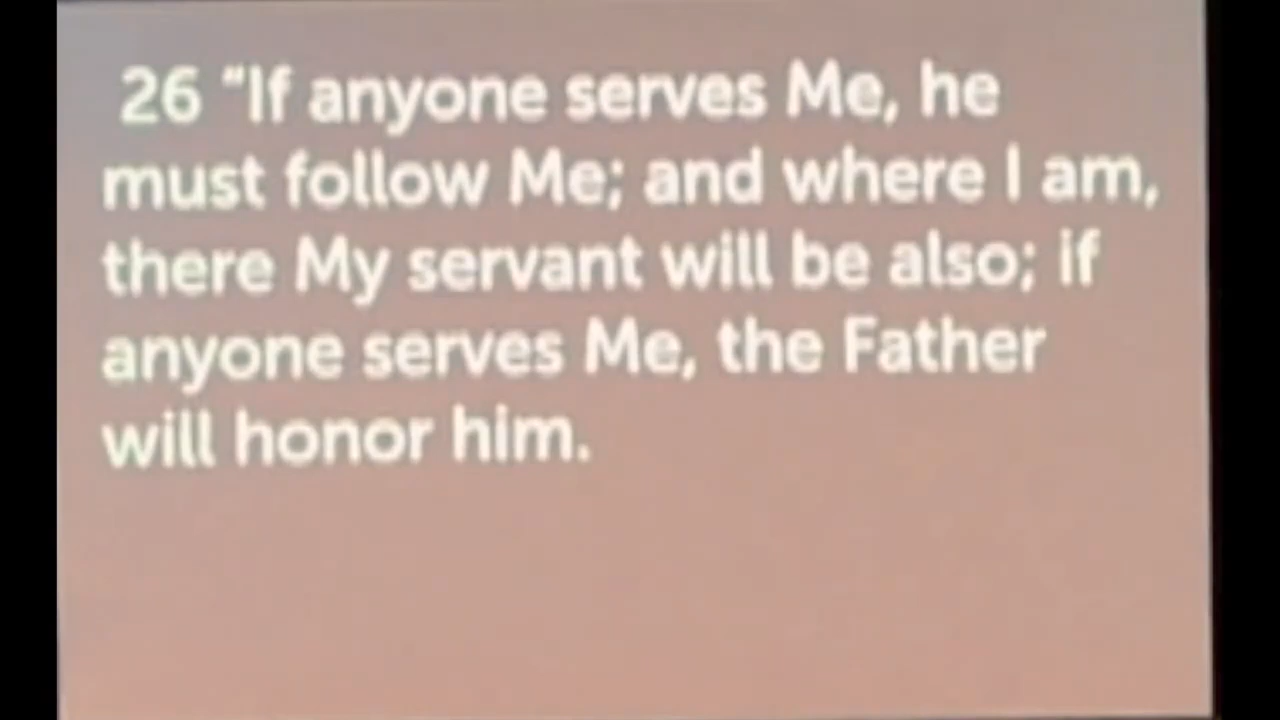 26 “If anyone serves Me, he
must follow Me; and where I am,
there My servant will be also; if
anyone serves Me, the Father
will honor him.